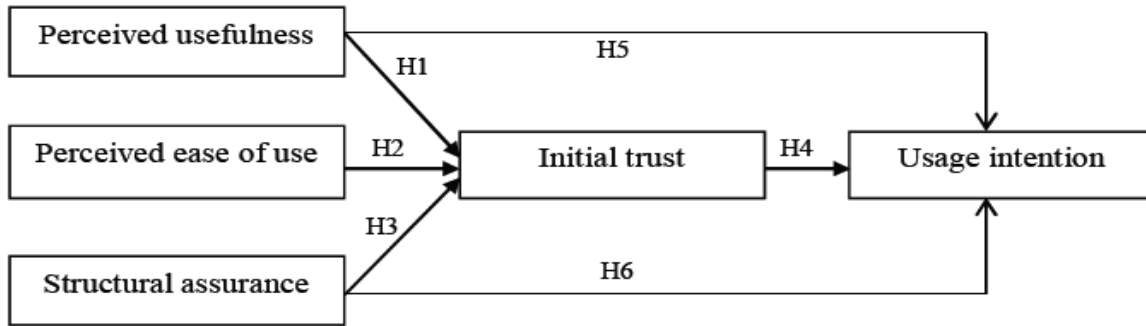 Perceived usefulness
H5
H1
Perceived ease of use
H2
Initial trust
H4
Usage intention
H3
Structural assurance
H6